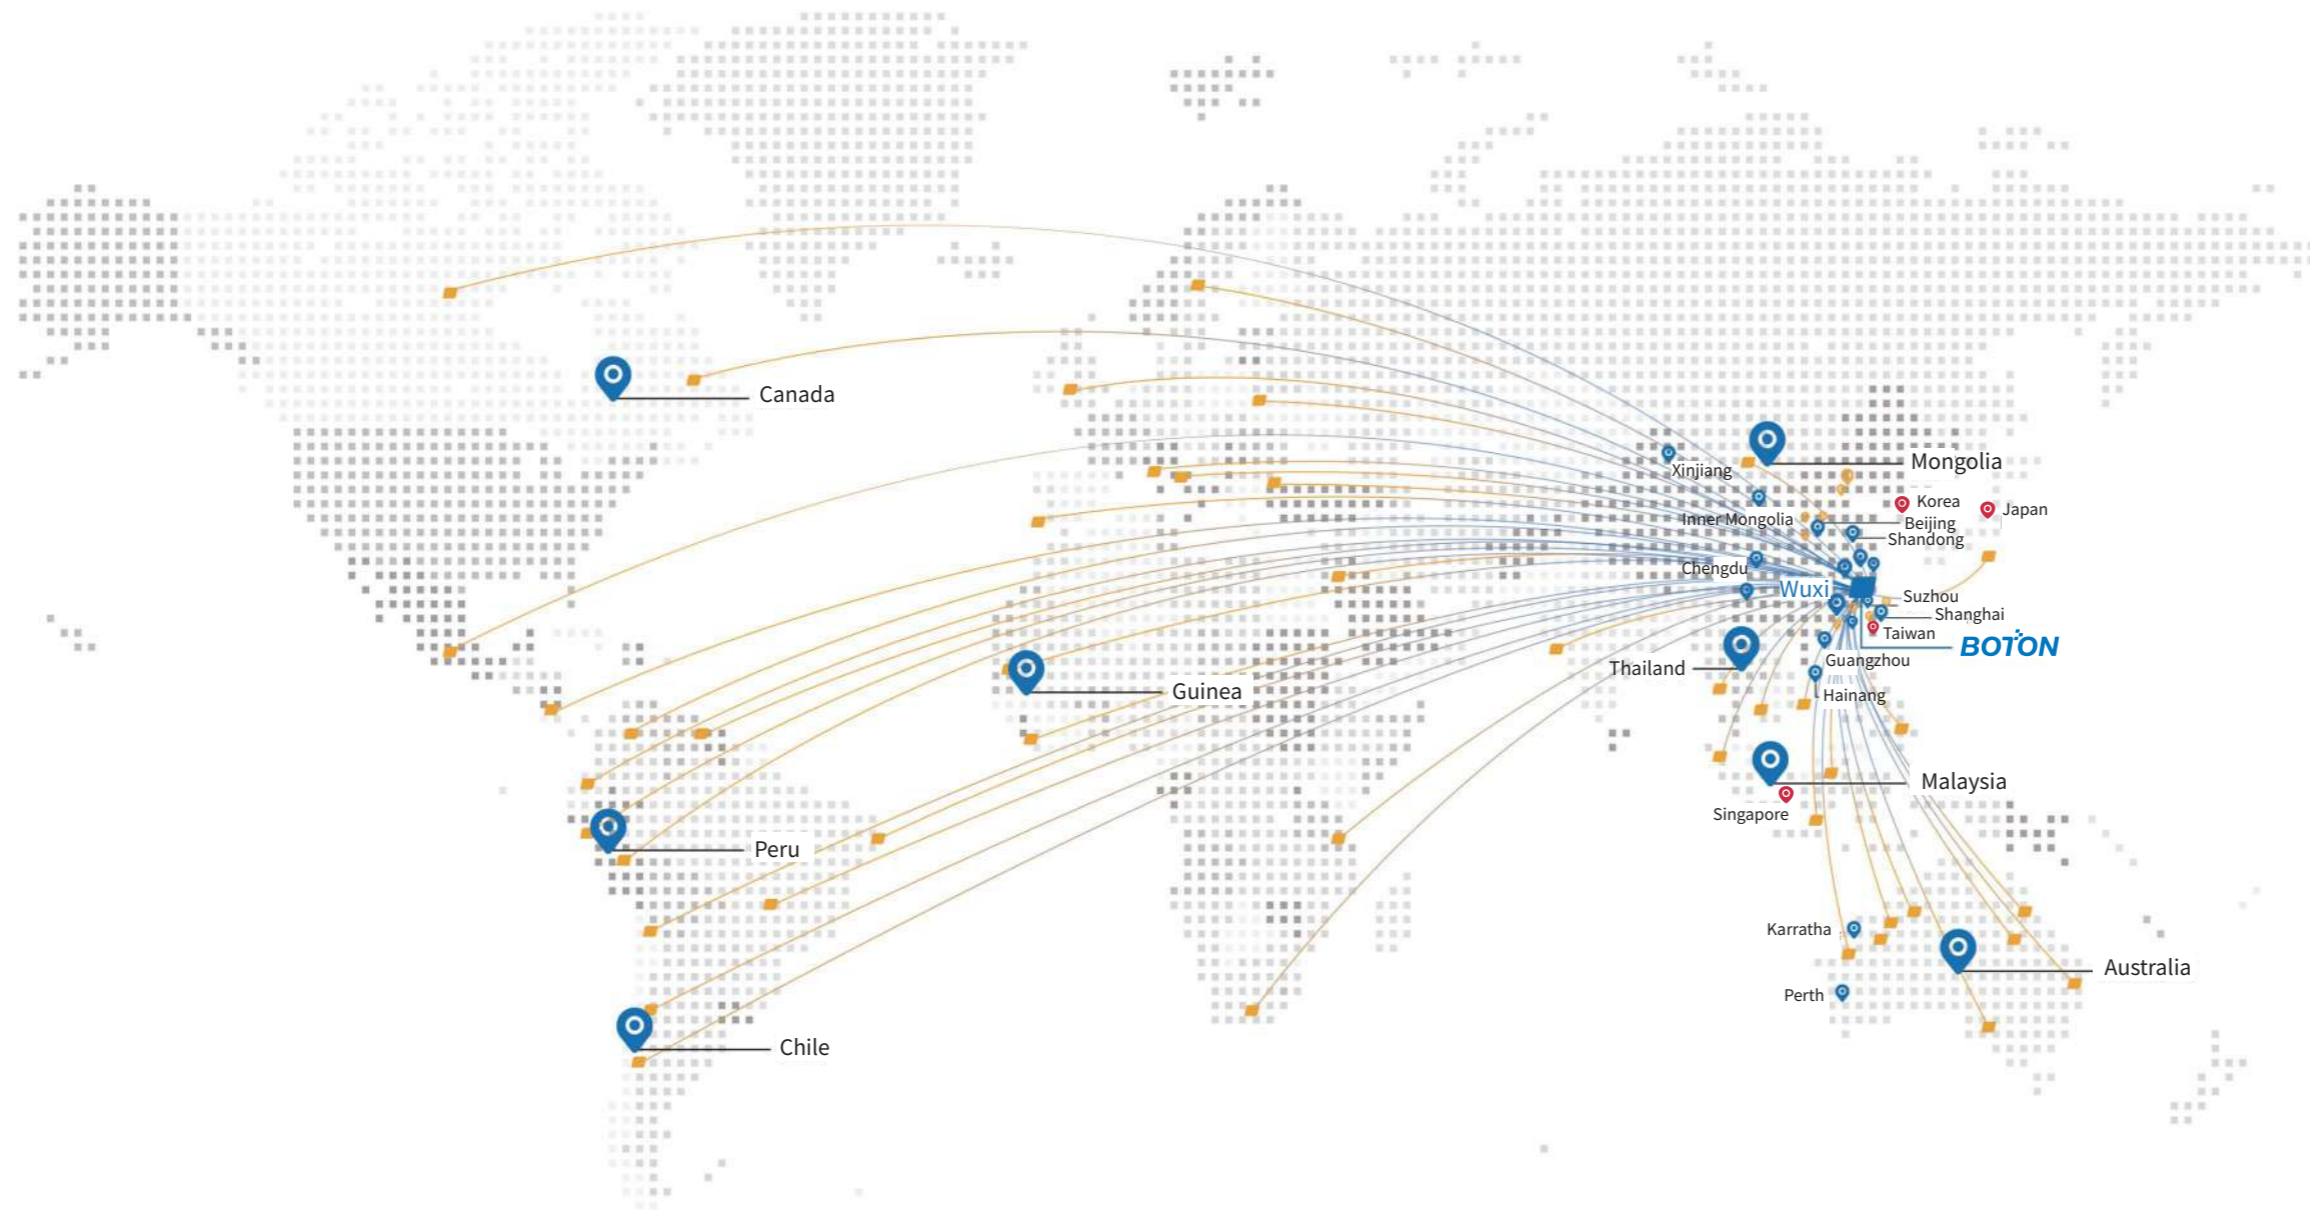 Canada
Mongolia
Xinjiang
Korea
Japan
Inner Mongolia
Beijing
Shandong
Chengdu
Wuxi
Suzhou
Shanghai
Taiwan
BOTON
Guangzhou
Thailand
Guinea
Hainang
Malaysia
Singapore
Peru
Karratha
Australia
Perth
Chile